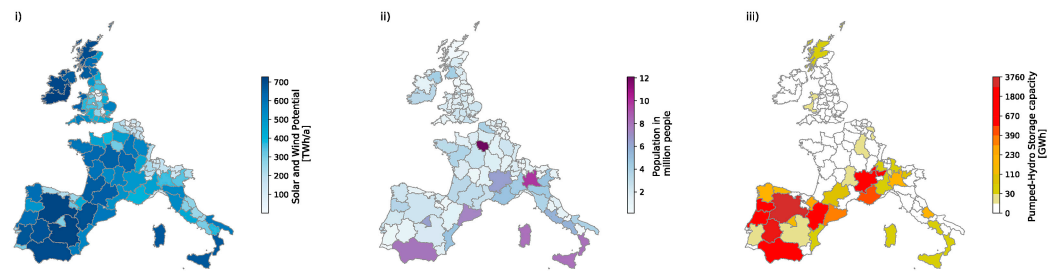 i)
700
600
500
400
300
200
100
Solar and Wind Potential
[TWh/a]
ii)
12
10
8
6
4
2
Population in
million people
iii)
3760
1800
670
390
230
110
30
0
Pumped-Hydro Storage capacity
[GWh]